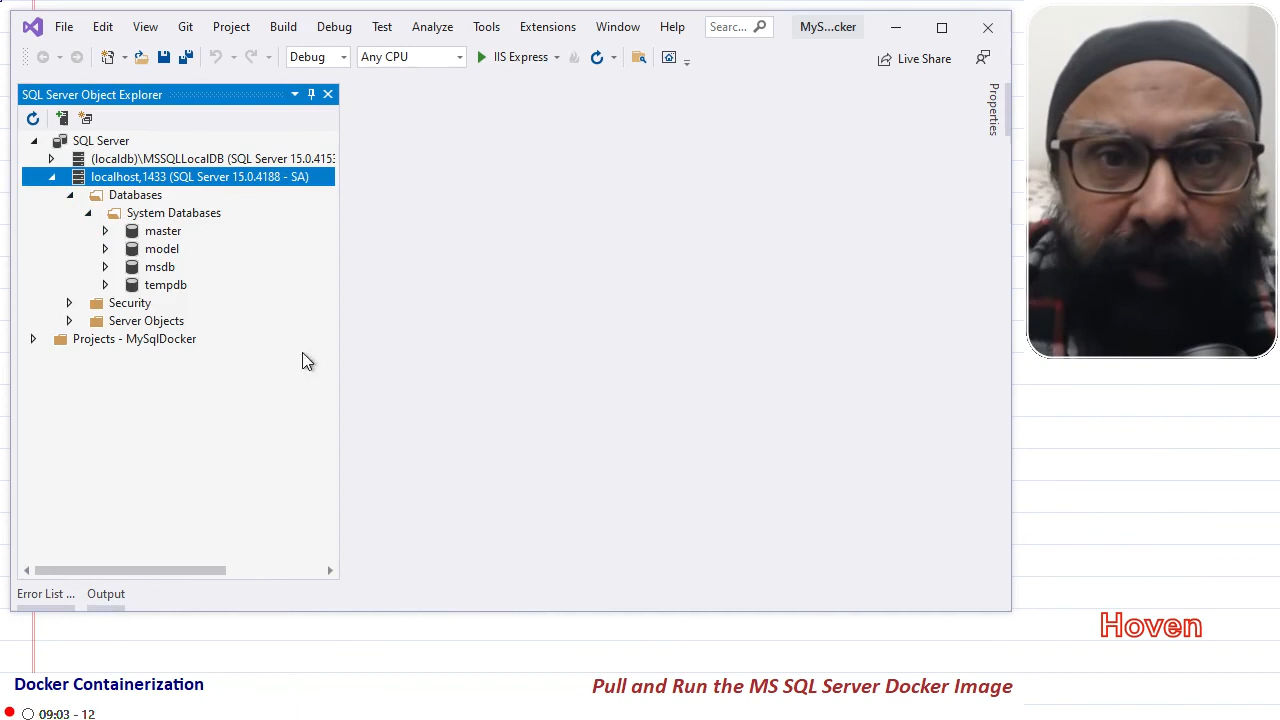 File Edit View Git Project Build Debug Test Analyze Tools Extensions Window Help Searc... MyS...cker
Debug Any CPU IIS Express Live Share
SQL Server Object Explorer
Properties
SQL Server
(localdb)\MSSQLLocalDB (SQL Server 15.0.4153
localhost,1433 (SQL Server 15.0.4188 - SA)
Databases
System Databases
master
model
msdb
tempdb
Security
Server Objects
Projects - MySqlDocker
Error List ... Output
Hoven
Docker Containerization
Pull and Run the MS SQL Server Docker Image
09:03 - 12